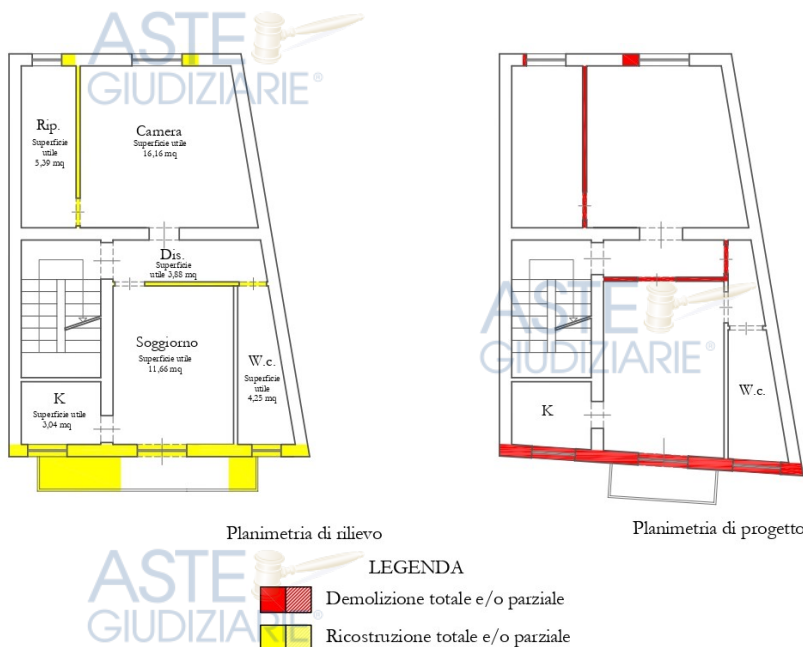 ASTE
GIUDIZIARIE®
Rip.
Superficie
utile
5,39 mq
Camera
Superficie utile
16,16 mq
Dis.
Superficie
utile 3,88 mq
Soggiorno
Superficie utile
11,66 mq
W.c.
Superficie
utile
4,25 mq
K
Superficie utile
3,04 mq
ASTE
GIUDIZIARIE®
W.c.
K
Planimetria di rilievo
Planimetria di progetto
LEGENDA
ASTE
GIUDIZIARIE®
Demolizione totale e/o parziale
Ricostruzione totale e/o parziale